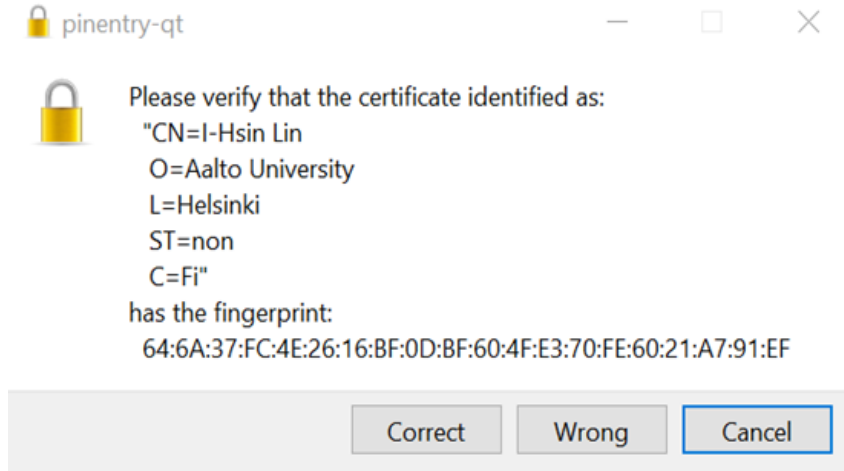 pinentry-qt
Please verify that the certificate identified as:
"CN=I-Hsin Lin
O=Aalto University
L=Helsinki
ST=non
C=Fi"
has the fingerprint:
64:6A:37:FC:4E:26:16:BF:0D:BF:60:4F:E3:70:FE:60:21:A7:91:EF
Correct
Wrong
Cancel